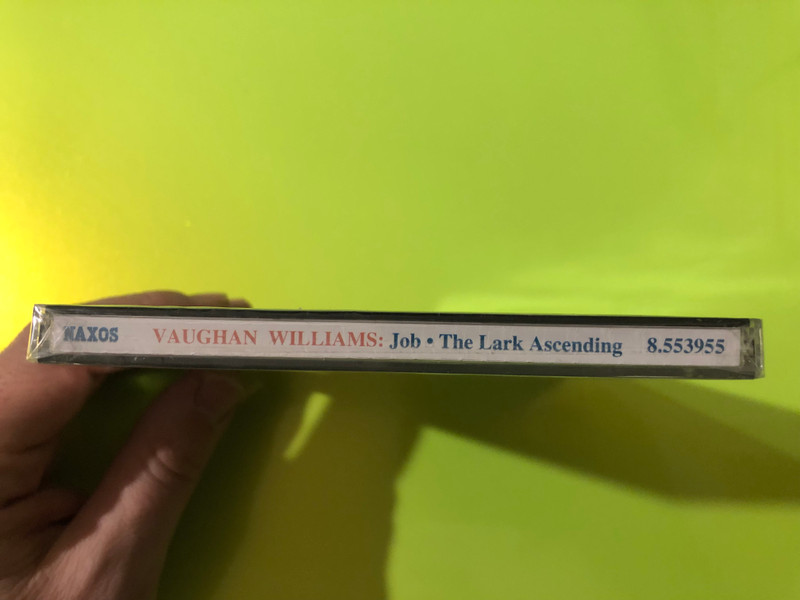 NAXOS VAUGHAN WILLIAMS: Job • The Lark Ascending 8.553955